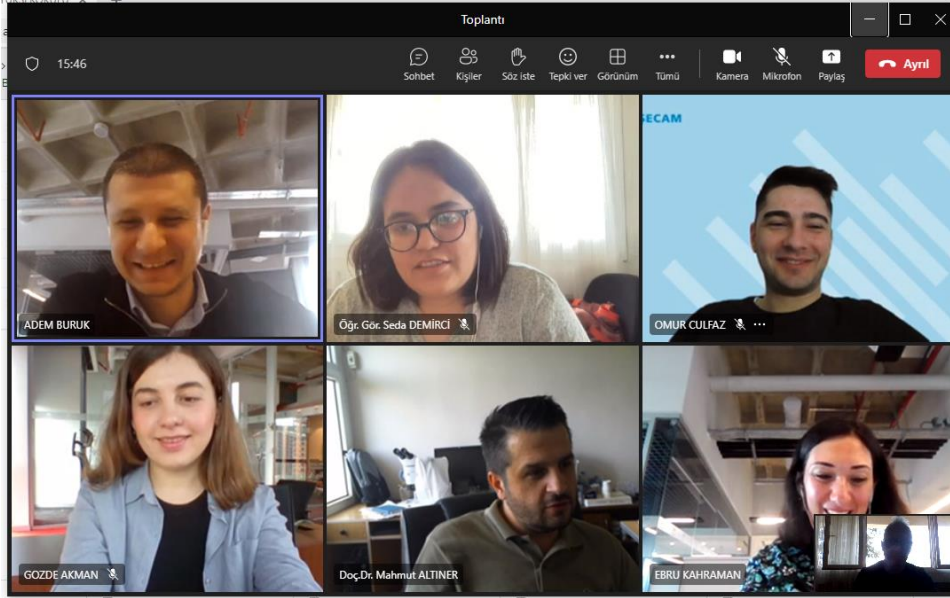 Toplantı
15:46
Sohbet
Kişiler
Söz iste
Tepki ver
Görünüm
Tümü
Kamera
Mikrofon
Paylaş
Ayrıl
ECAM
ADEM BURUK
Öğr. Gör. Seda DEMİRCİ
OMUR CULFAZ
GOZDE AKMAN
Doç.Dr. Mahmut ALTINER
EBRU KAHRAMAN